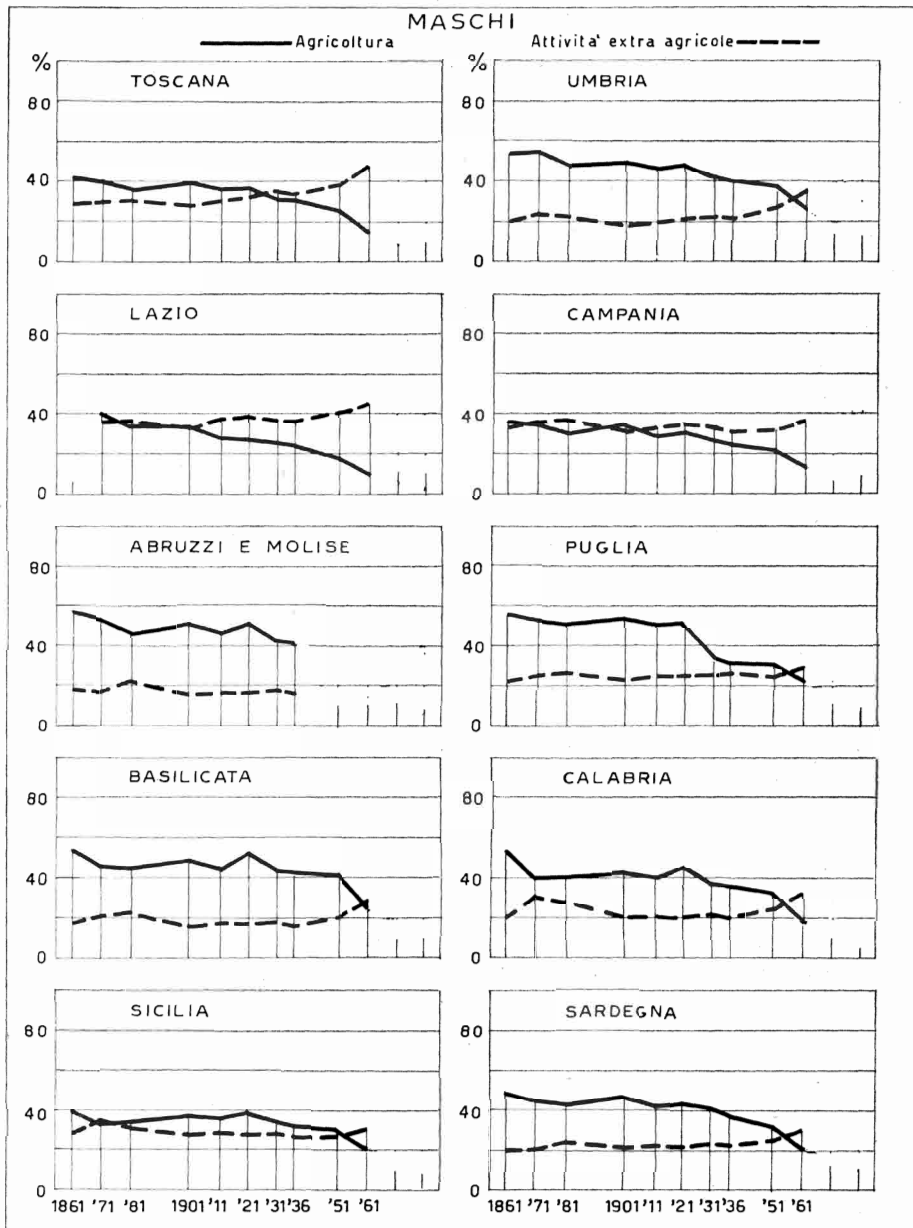 MASCHI
Agricoltura Attivita' extra agricole
%
TOSCANA
80
40
0
%
UMBRIA
80
40
0
LAZIO
80
40
0
CAMPANIA
80
40
0
ABRUZZI E MOLISE
80
40
0
PUGLIA
80
40
0
BASILICATA
80
40
0
CALABRIA
80
40
0
SICILIA
80
40
0
1861 '71 '81 1901 '11 '21 '31 '36 '51 '61
SARDEGNA
80
40
0
1861 '71 '81 1901 '11 '21 '31 '36 '51 '61